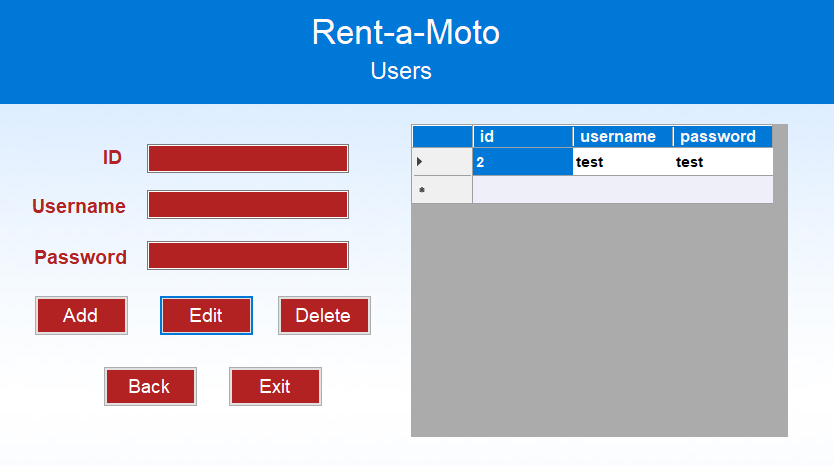 Rent-a-Moto
Users
ID
Username
Password
Add Edit Delete
Back Exit
id username password
2 test test